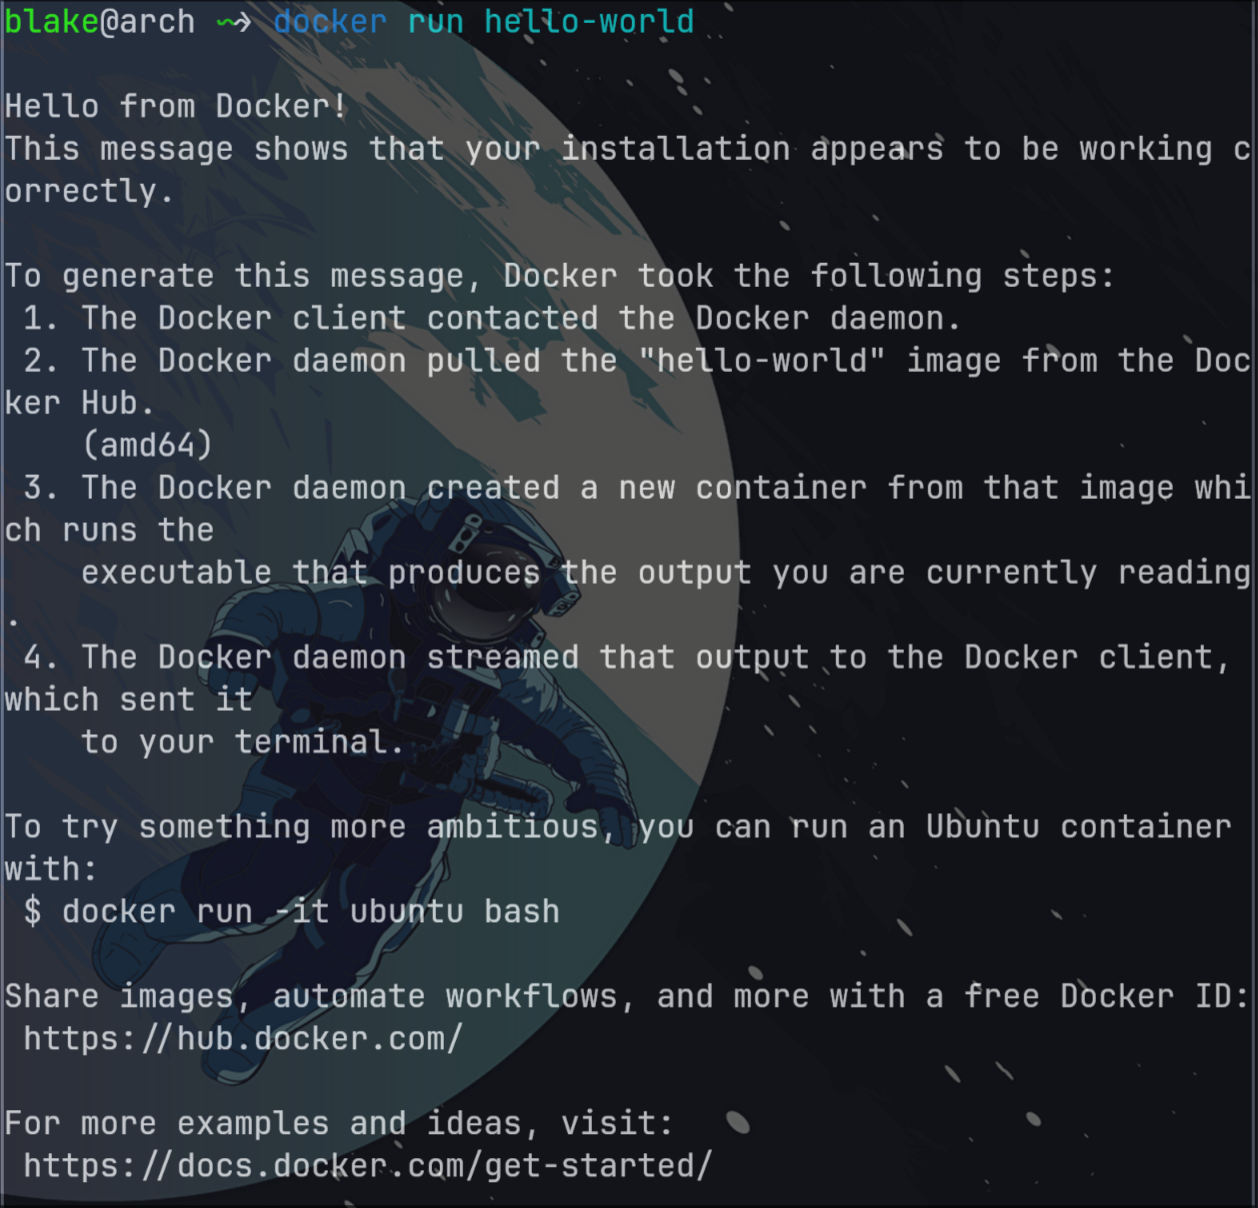 blake@arch ~> docker run hello-world
Hello from Docker!
This message shows that your installation appears to be working c
orrectly.
To generate this message, Docker took the following steps:
 1. The Docker client contacted the Docker daemon.
 2. The Docker daemon pulled the "hello-world" image from the Doc
ker Hub.
    (amd64)
 3. The Docker daemon created a new container from that image whi
ch runs the
    executable that produces the output you are currently reading
.
 4. The Docker daemon streamed that output to the Docker client,
which sent it
    to your terminal.
To try something more ambitious, you can run an Ubuntu container
with:
 $ docker run -it ubuntu bash
Share images, automate workflows, and more with a free Docker ID:
 https://hub.docker.com/
For more examples and ideas, visit:
 https://docs.docker.com/get-started/